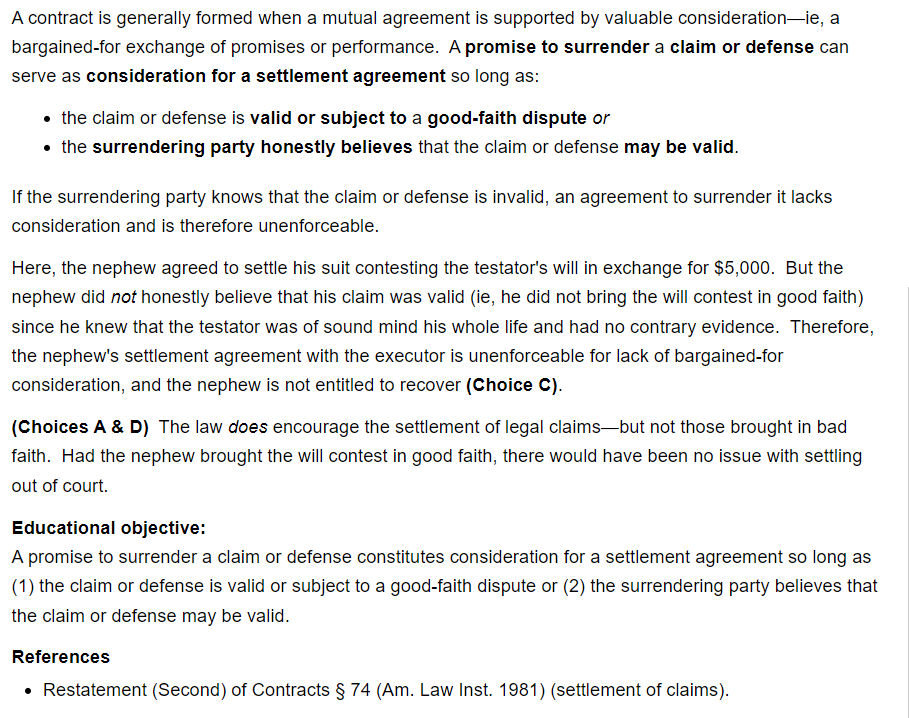 A contract is generally formed when a mutual agreement is supported by valuable consideration—ie, a
bargained-for exchange of promises or performance.  A promise to surrender a claim or defense can
serve as consideration for a settlement agreement so long as:
• the claim or defense is valid or subject to a good-faith dispute or
• the surrendering party honestly believes that the claim or defense may be valid.
If the surrendering party knows that the claim or defense is invalid, an agreement to surrender it lacks
consideration and is therefore unenforceable.
Here, the nephew agreed to settle his suit contesting the testator's will in exchange for $5,000.  But the
nephew did not honestly believe that his claim was valid (ie, he did not bring the will contest in good faith)
since he knew that the testator was of sound mind his whole life and had no contrary evidence.  Therefore,
the nephew's settlement agreement with the executor is unenforceable for lack of bargained-for
consideration, and the nephew is not entitled to recover (Choice C).
(Choices A & D)  The law does encourage the settlement of legal claims—but not those brought in bad
faith.  Had the nephew brought the will contest in good faith, there would have been no issue with settling
out of court.
Educational objective:
A promise to surrender a claim or defense constitutes consideration for a settlement agreement so long as
(1) the claim or defense is valid or subject to a good-faith dispute or (2) the surrendering party believes that
the claim or defense may be valid.
References
• Restatement (Second) of Contracts § 74 (Am. Law Inst. 1981) (settlement of claims).